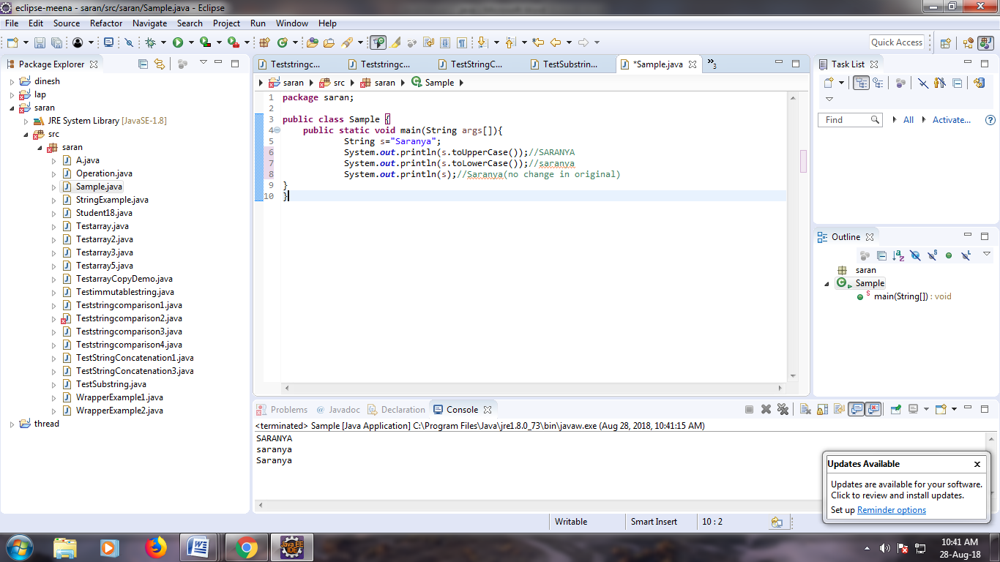 eclipse-meena - saran/src/saran/Sample.java - Eclipse
File Edit Source Refactor Navigate Search Project Run Window Help
Quick Access
Package Explorer
dinesh
lap
saran
JRE System Library [JavaSE-1.8]
src
saran
A.java
Operation.java
Sample.java
StringExample.java
Student18.java
Testarray.java
Testarray2.java
Testarray3.java
Testarray5.java
TestarrayCopyDemo.java
Testimmutablestring.java
Teststringcomparison1.java
Teststringcomparison2.java
Teststringcomparison3.java
Teststringcomparison4.java
TestStringConcatenation1.java
TestStringConcatenation3.java
TestSubstring.java
WrapperExample1.java
WrapperExample2.java
thread
Teststringc... Teststringc... TestStringC... TestSubstrin... *Sample.java »3
saran src saran Sample
1 package saran;
2
3 public class Sample {
4 public static void main(String args[]){
5 String s="Saranya";
6 System.out.println(s.toUpperCase());//SARANYA
7 System.out.println(s.toLowerCase());//saranya
8 System.out.println(s);//Saranya(no change in original)
9 }
10 }
Task List
Find All Activate...
Outline
saran
Sample
main(String[]) : void
Problems Javadoc Declaration Console
<terminated> Sample [Java Application] C:\Program Files\Java\jre1.8.0_73\bin\javaw.exe (Aug 28, 2018, 10:41:15 AM)
SARANYA
saranya
Saranya
Updates Available
Updates are available for your software.
Click to review and install updates.
Set up Reminder options
Writable Smart Insert 10 : 2
Java EE
IDE
10:41 AM
28-Aug-18